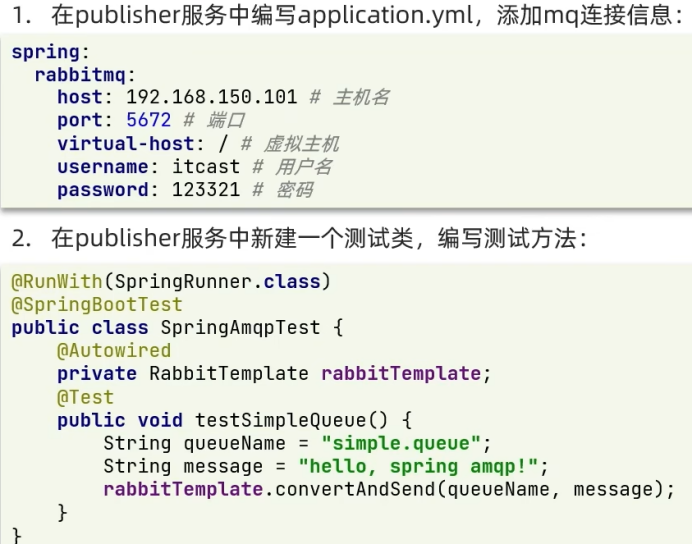 1. 在publisher服务中编写application.yml，添加mq连接信息：
spring:
  rabbitmq:
    host: 192.168.150.101 # 主机名
    port: 5672 # 端口
    virtual-host: / # 虚拟主机
    username: itcast # 用户名
    password: 123321 # 密码
2. 在publisher服务中新建一个测试类，编写测试方法：
@RunWith(SpringRunner.class)
@SpringBootTest
public class SpringAmqpTest {
    @Autowired
    private RabbitTemplate rabbitTemplate;
    @Test
    public void testSimpleQueue() {
        String queueName = "simple.queue";
        String message = "hello, spring amqp!";
        rabbitTemplate.convertAndSend(queueName, message);
    }
}